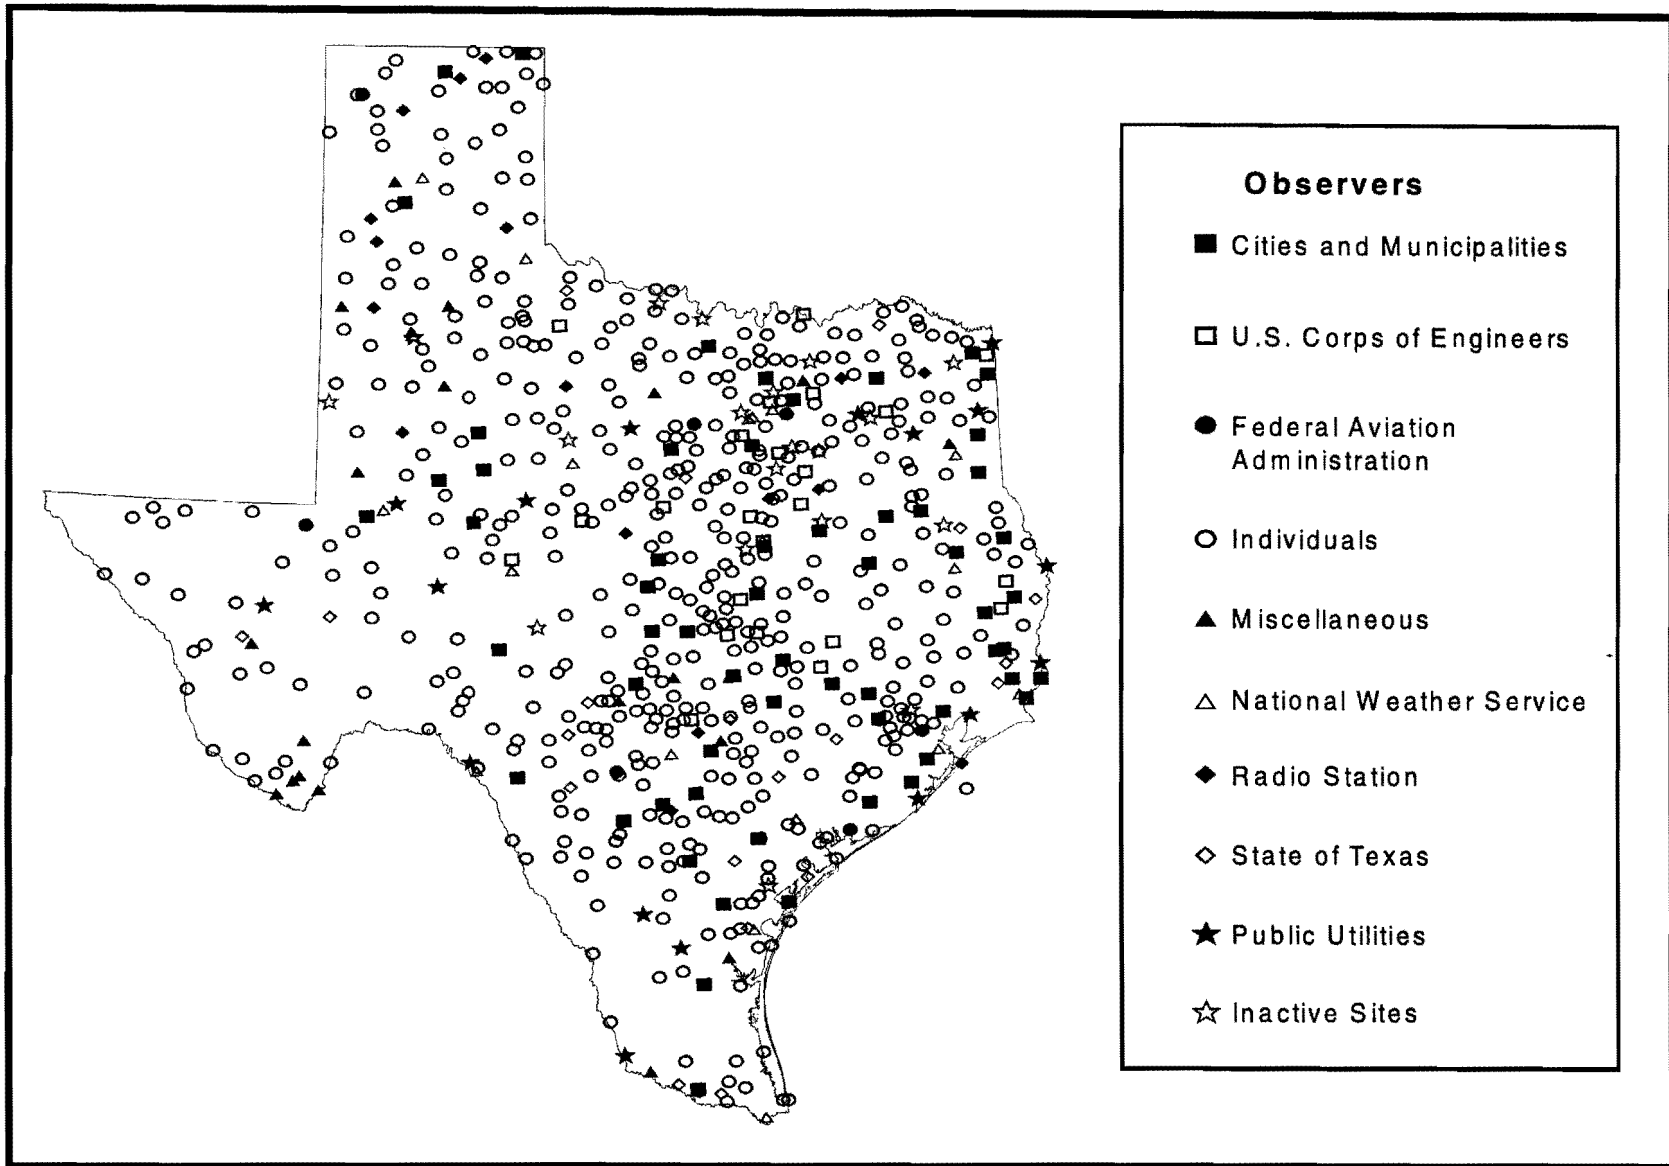 Observers
Cities and Municipalities
U.S. Corps of Engineers
Federal Aviation
Administration
Individuals
Miscellaneous
National Weather Service
Radio Station
State of Texas
Public Utilities
Inactive Sites